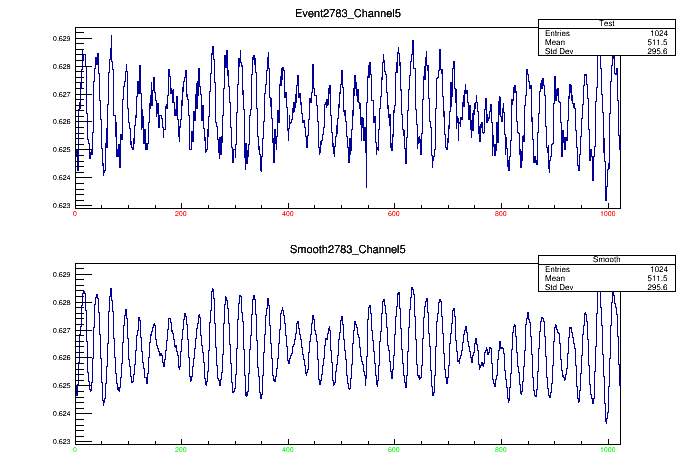 Event2783_Channel5
Test
Entries 1024
Mean 511.5
Std Dev 295.6
0.629
0.628
0.627
0.626
0.625
0.624
0.623
0 200 400 600 800 1000
Smooth2783_Channel5
Smooth
Entries 1024
Mean 511.5
Std Dev 295.6
0.629
0.628
0.627
0.626
0.625
0.624
0.623
0 200 400 600 800 1000